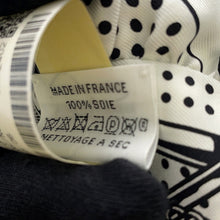 MADE IN FRANCE
100% SOIE
NETTOYAGE A SEC